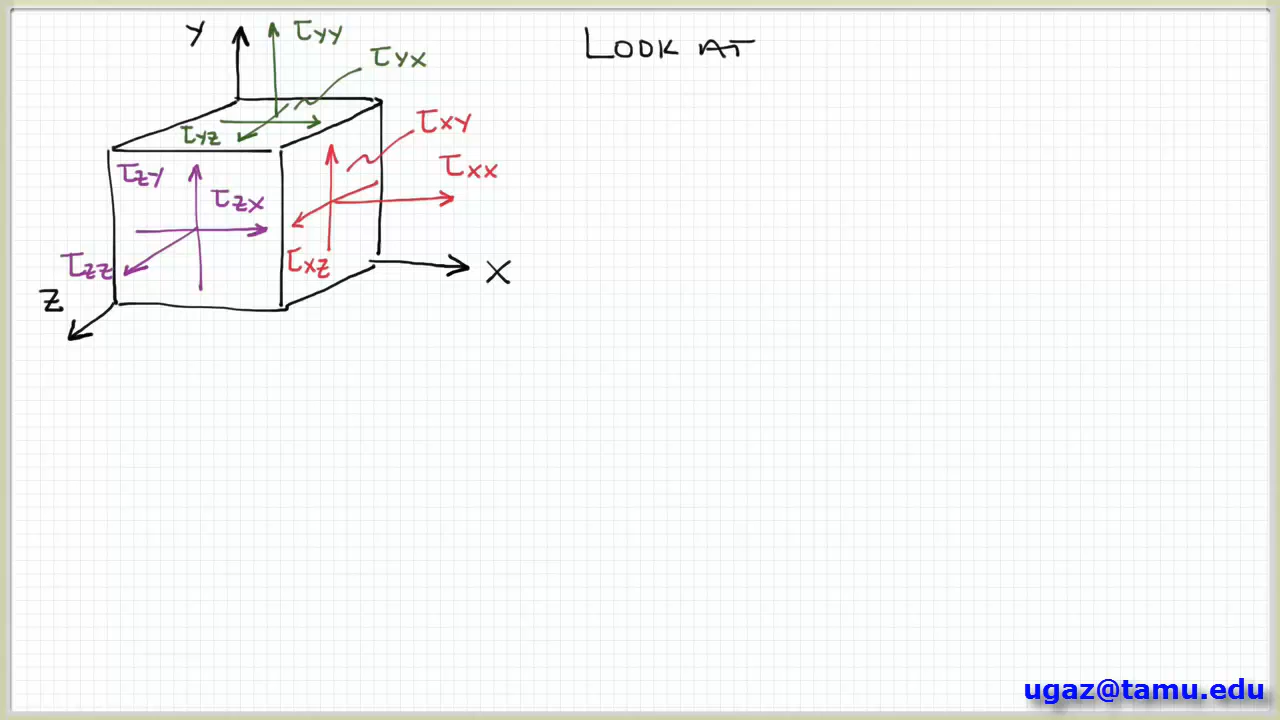 Y
τyy
τyx
LOOK AT
τyz
τxy
τxx
τzy
τzx
τzz
τxz
X
Z
ugaz@tamu.edu